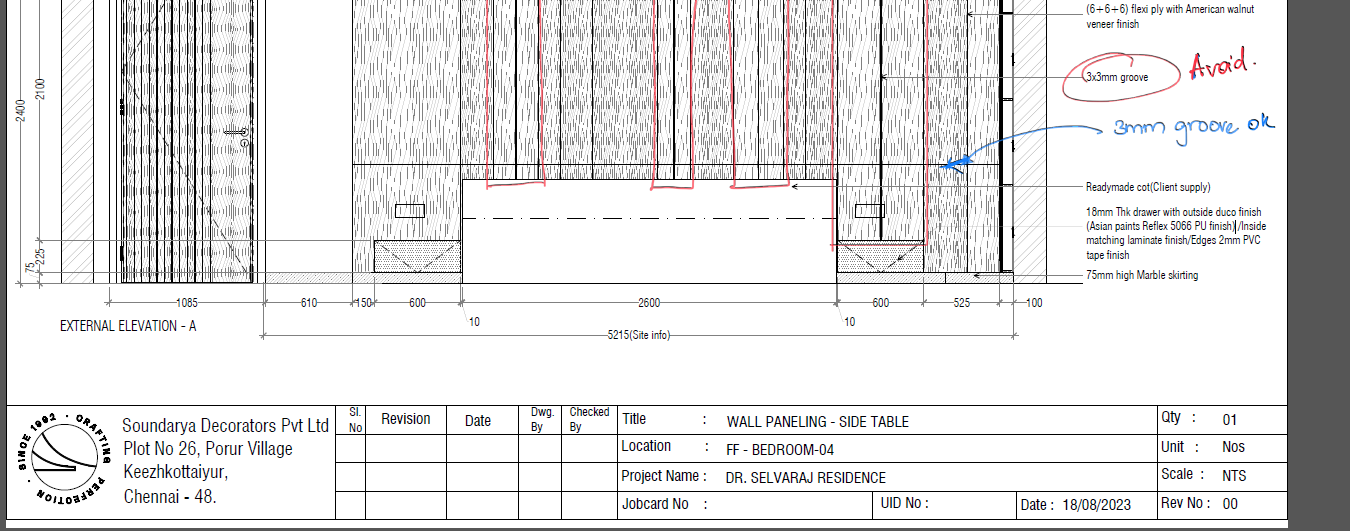 (6+6+6) flexi ply with American walnut
veneer finish
3x3mm groove
Avoid.
3mm groove ok
Readymade cot(Client supply)
18mm Thk drawer with outside duco finish
(Asian paints Reflex 5066 PU finish)/Inside
matching laminate finish/Edges 2mm PVC
tape finish
75mm high Marble skirting
2400
2100
225
75
1085
610
150
600
2600
600
525
100
10
10
5215(Site info)
EXTERNAL ELEVATION - A
SINCE 1992 · CRAFTING PERFECTION ·
Soundarya Decorators Pvt Ltd
Plot No 26, Porur Village
Keezhkottaiyur,
Chennai - 48.
Sl. No
Revision
Date
Dwg. By
Checked By
Title : WALL PANELING - SIDE TABLE
Location : FF - BEDROOM-04
Project Name : DR. SELVARAJ RESIDENCE
Jobcard No :
UID No :
Date : 18/08/2023
Qty : 01
Unit : Nos
Scale : NTS
Rev No : 00